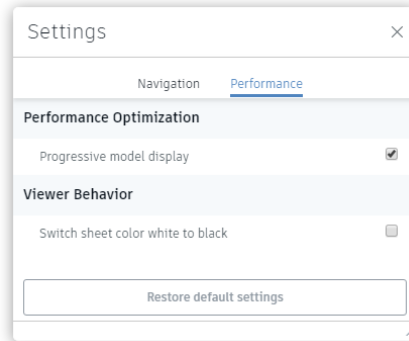 Settings
Navigation Performance
Performance Optimization
Progressive model display
Viewer Behavior
Switch sheet color white to black
Restore default settings